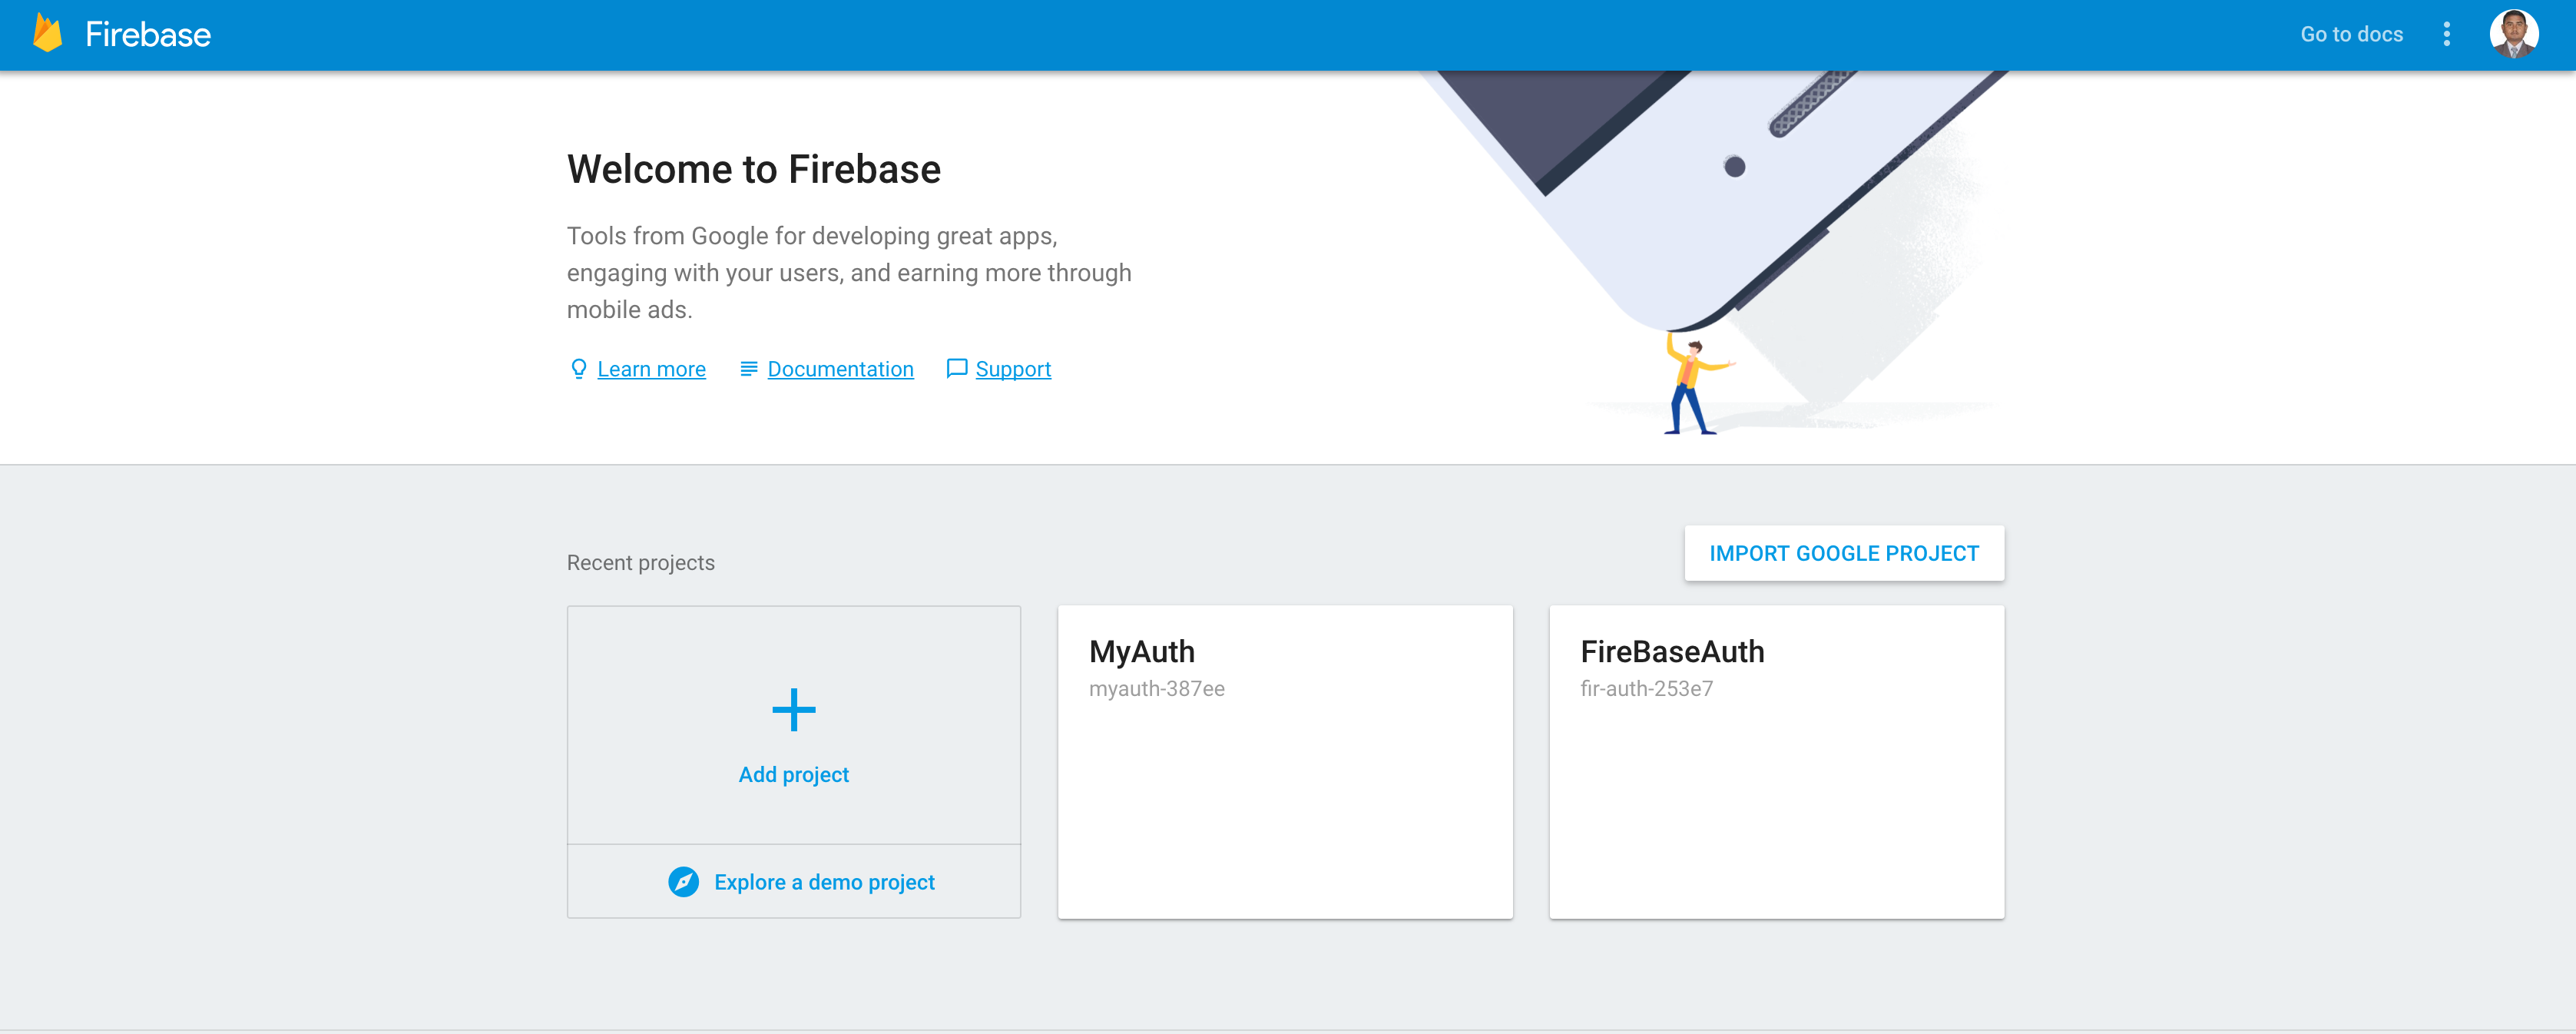 Firebase
Go to docs
Welcome to Firebase
Tools from Google for developing great apps,
engaging with your users, and earning more through
mobile ads.
Learn more
Documentation
Support
Recent projects
IMPORT GOOGLE PROJECT
Add project
Explore a demo project
MyAuth
myauth-387ee
FireBaseAuth
fir-auth-253e7